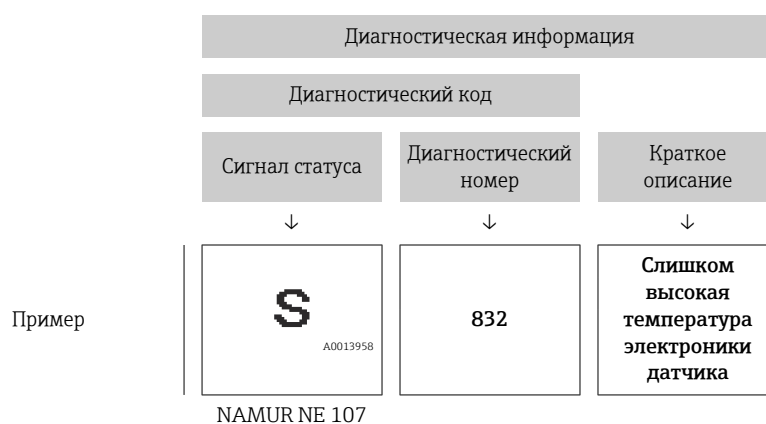 Диагностическая информация
Диагностический код
Сигнал статуса
Диагностический
номер
Краткое
описание
↓ ↓ ↓
Пример
S
A0013958
832
Слишком
высокая
температура
электроники
датчика
NAMUR NE 107